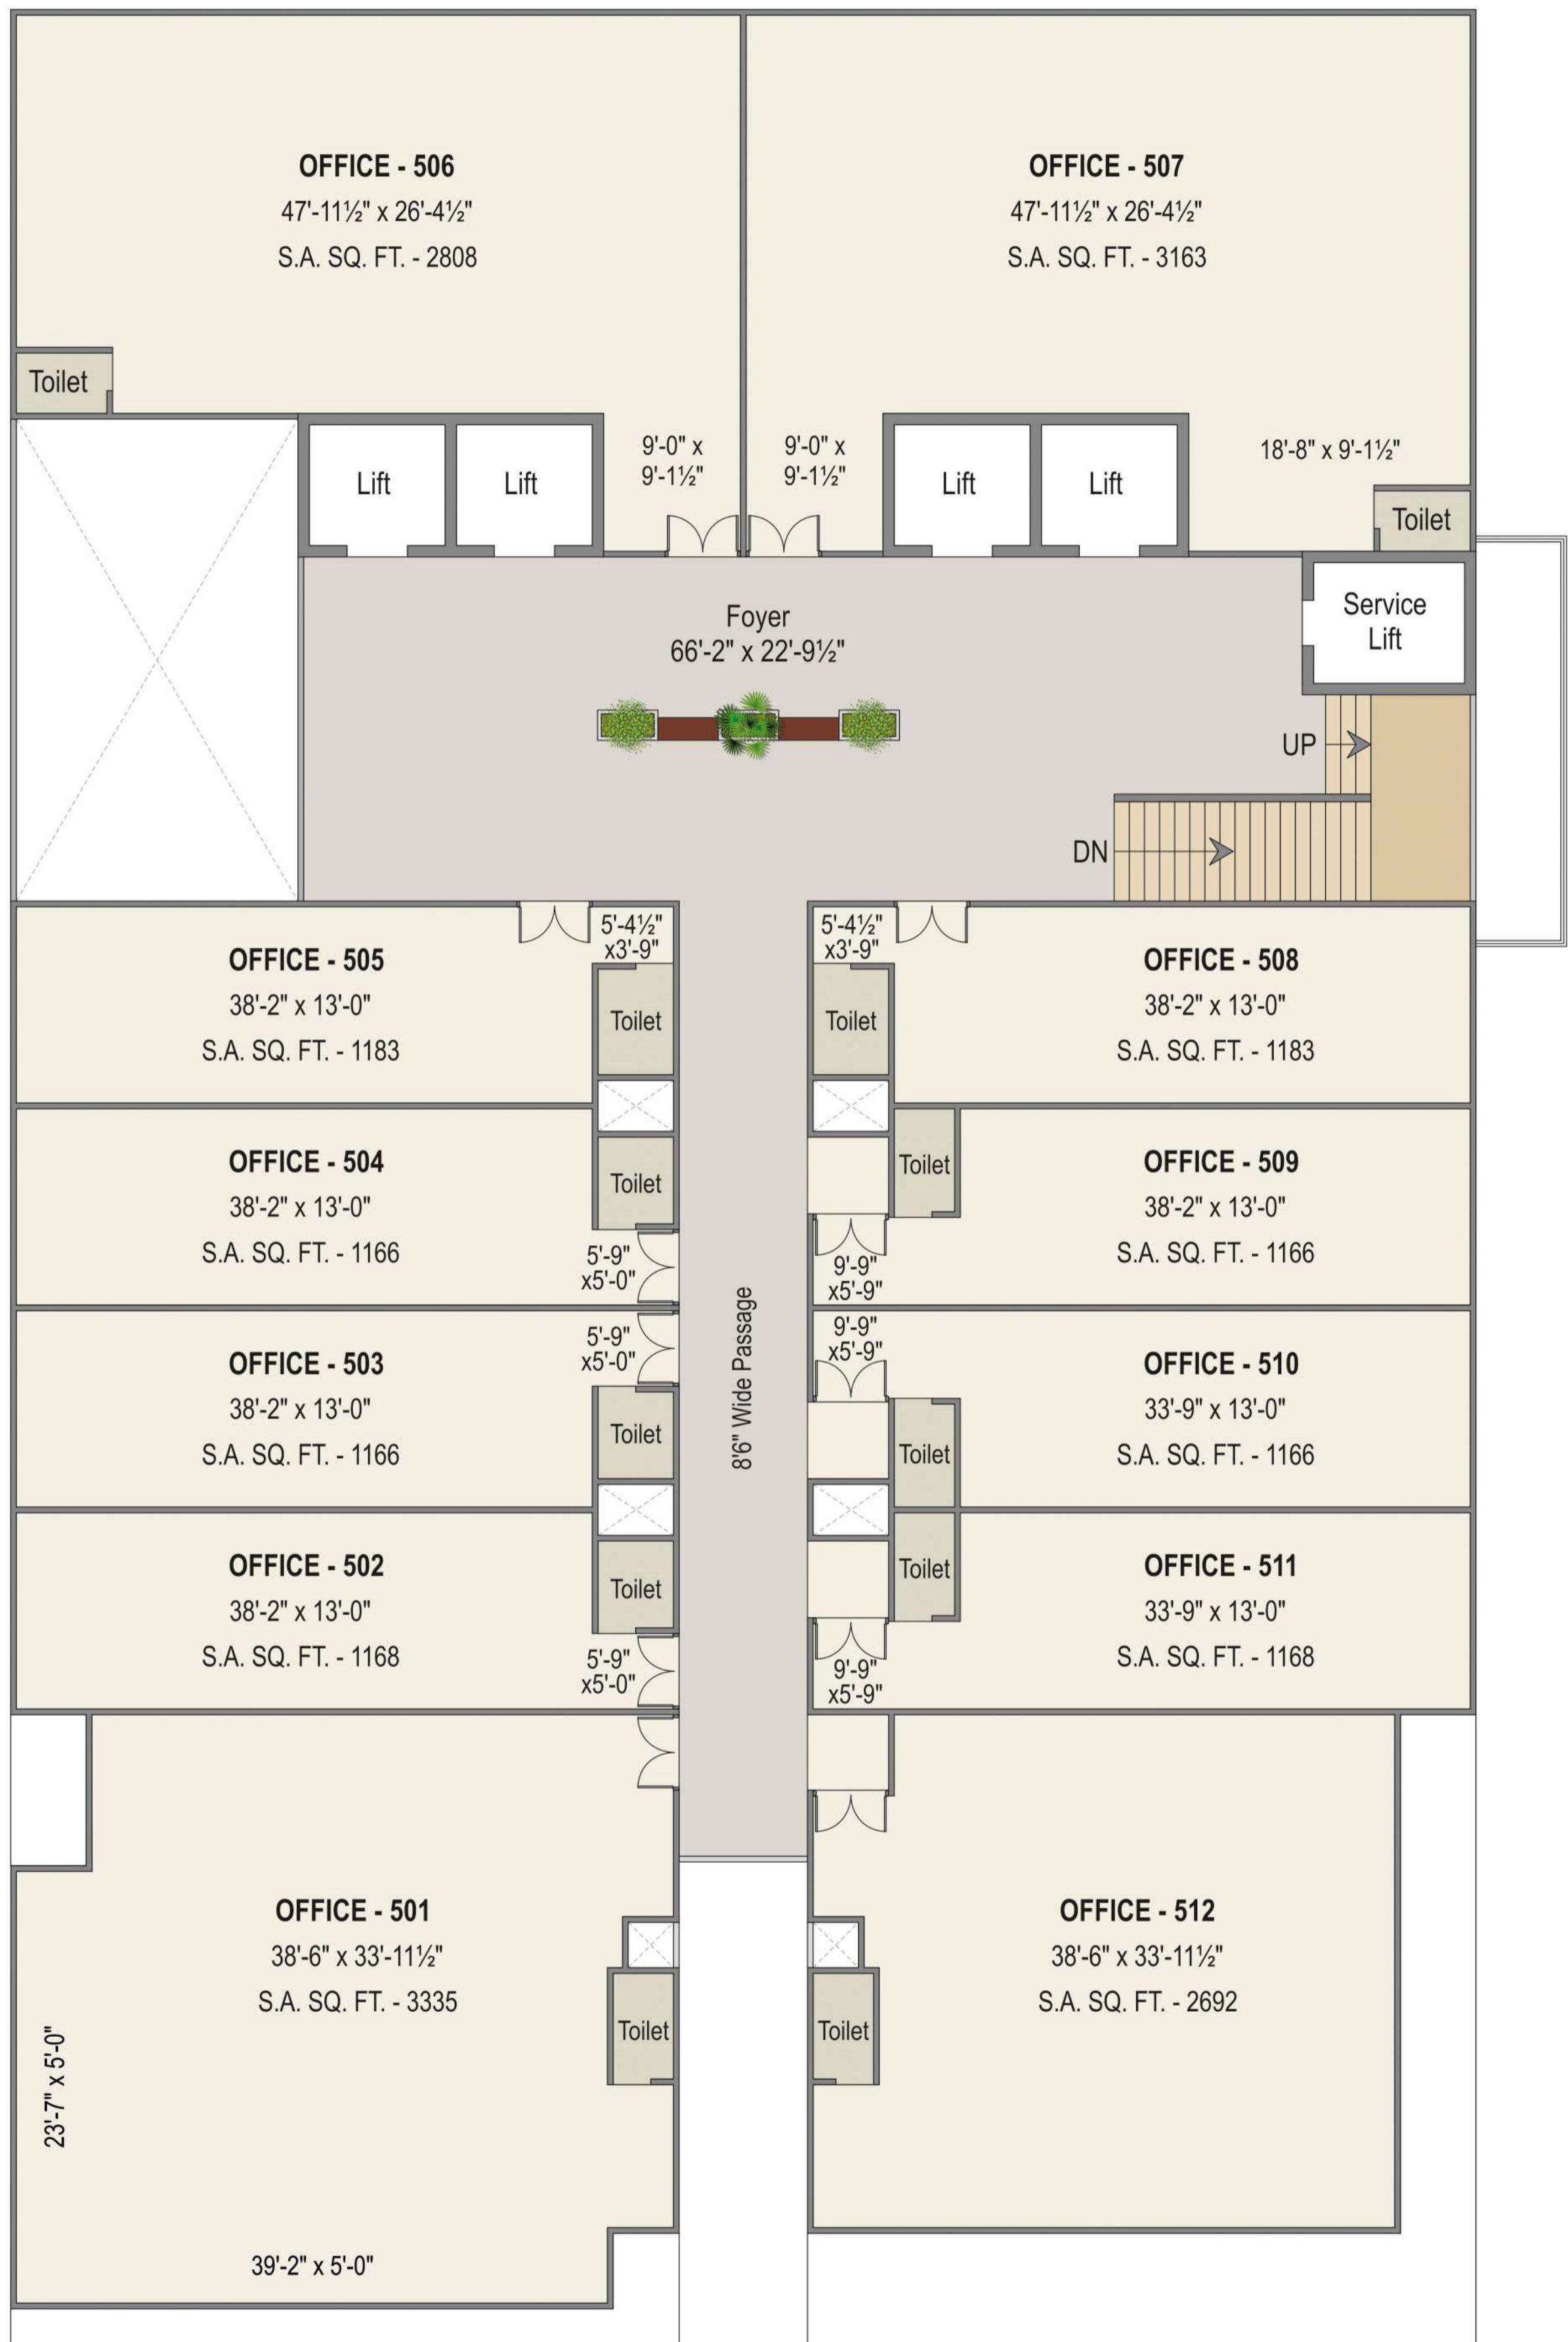 OFFICE - 506
47'-11½" x 26'-4½"
S.A. SQ. FT. - 2808
OFFICE - 507
47'-11½" x 26'-4½"
S.A. SQ. FT. - 3163
Toilet
Lift
Lift
9'-0" x
9'-1½"
9'-0" x
9'-1½"
Lift
Lift
18'-8" x 9'-1½"
Toilet
Foyer
66'-2" x 22'-9½"
Service
Lift
UP
DN
OFFICE - 505
38'-2" x 13'-0"
S.A. SQ. FT. - 1183
5'-4½"
x3'-9"
Toilet
5'-4½"
x3'-9"
Toilet
OFFICE - 508
38'-2" x 13'-0"
S.A. SQ. FT. - 1183
OFFICE - 504
38'-2" x 13'-0"
S.A. SQ. FT. - 1166
Toilet
5'-9"
x5'-0"
Toilet
9'-9"
x5'-9"
OFFICE - 509
38'-2" x 13'-0"
S.A. SQ. FT. - 1166
8'6" Wide Passage
OFFICE - 503
38'-2" x 13'-0"
S.A. SQ. FT. - 1166
5'-9"
x5'-0"
Toilet
9'-9"
x5'-9"
Toilet
OFFICE - 510
33'-9" x 13'-0"
S.A. SQ. FT. - 1166
OFFICE - 502
38'-2" x 13'-0"
S.A. SQ. FT. - 1168
Toilet
5'-9"
x5'-0"
Toilet
9'-9"
x5'-9"
OFFICE - 511
33'-9" x 13'-0"
S.A. SQ. FT. - 1168
OFFICE - 501
38'-6" x 33'-11½"
S.A. SQ. FT. - 3335
Toilet
23'-7" x 5'-0"
39'-2" x 5'-0"
Toilet
OFFICE - 512
38'-6" x 33'-11½"
S.A. SQ. FT. - 2692